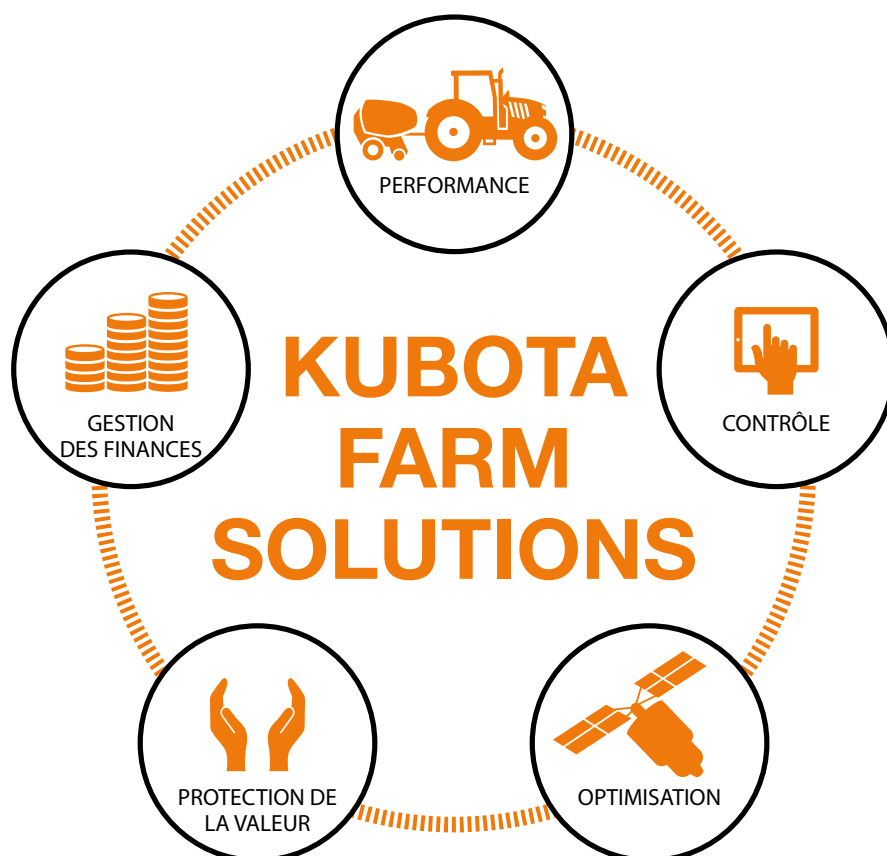 PERFORMANCE
GESTION
DES FINANCES
CONTRÔLE
KUBOTA
FARM
SOLUTIONS
PROTECTION DE
LA VALEUR
OPTIMISATION